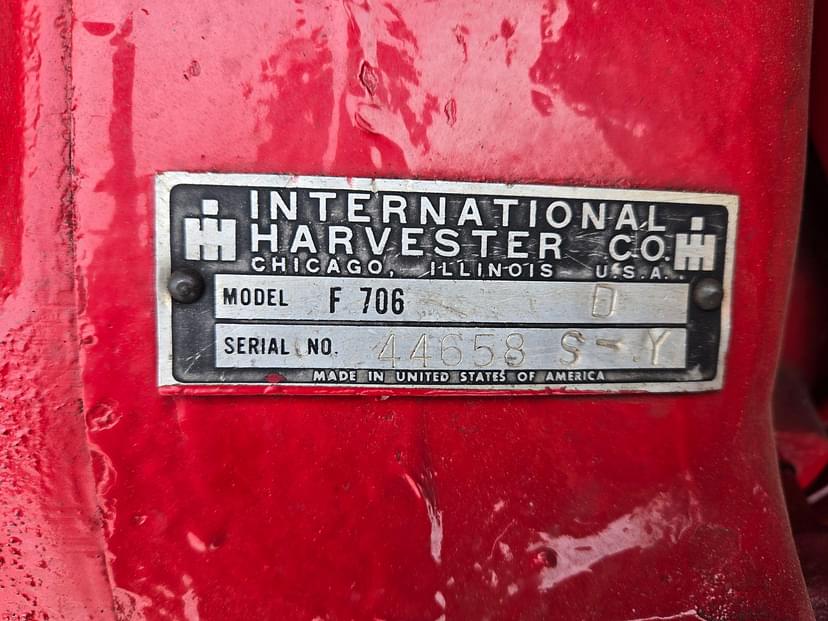 INTERNATIONAL
HARVESTER CO.
CHICAGO, ILLINOIS U.S.A.
MODEL F 706 D
SERIAL NO. 44658 S-Y
MADE IN UNITED STATES OF AMERICA